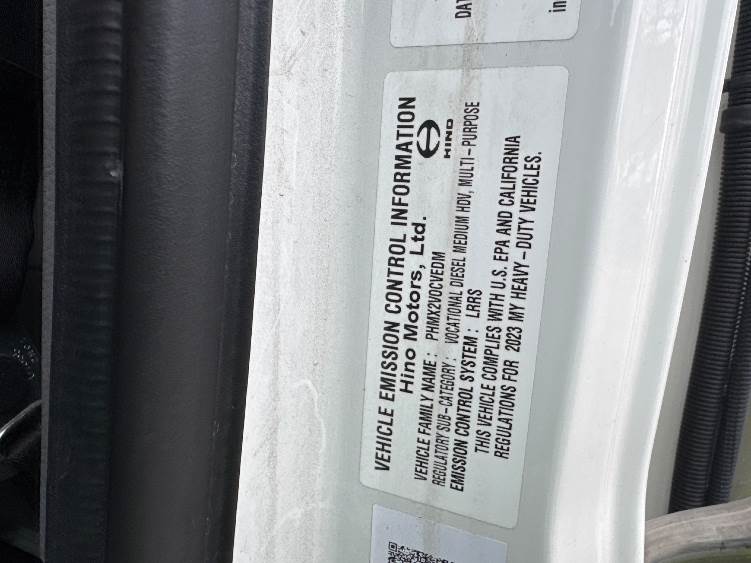 VEHICLE EMISSION CONTROL INFORMATION
Hino Motors, Ltd.
HINO
VEHICLE FAMILY NAME : PHMX2VOCVEDM
REGULATORY SUB-CATEGORY : VOCATIONAL DIESEL MEDIUM HDV, MULTI-PURPOSE
EMISSION CONTROL SYSTEM : LRRS
THIS VEHICLE COMPLIES WITH U.S. EPA AND CALIFORNIA
REGULATIONS FOR 2023 MY HEAVY-DUTY VEHICLES.